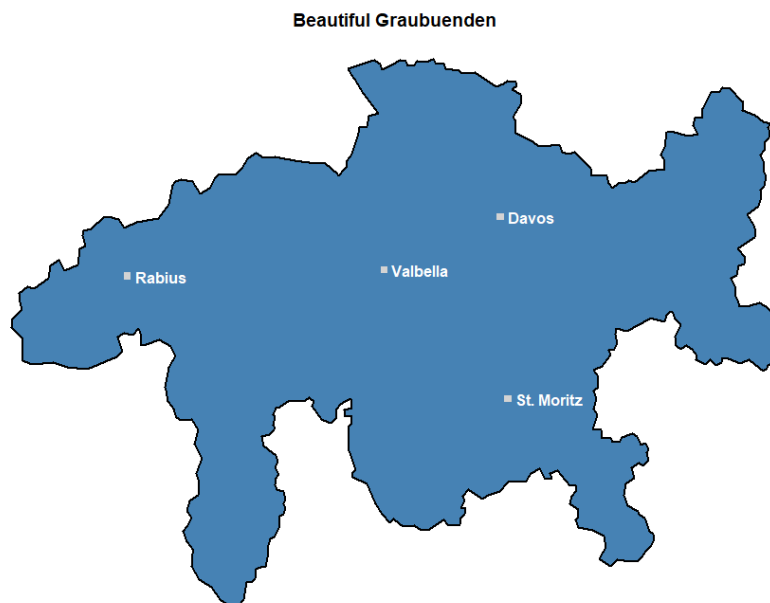 Beautiful Graubuenden
Davos
Valbella
Rabius
St. Moritz